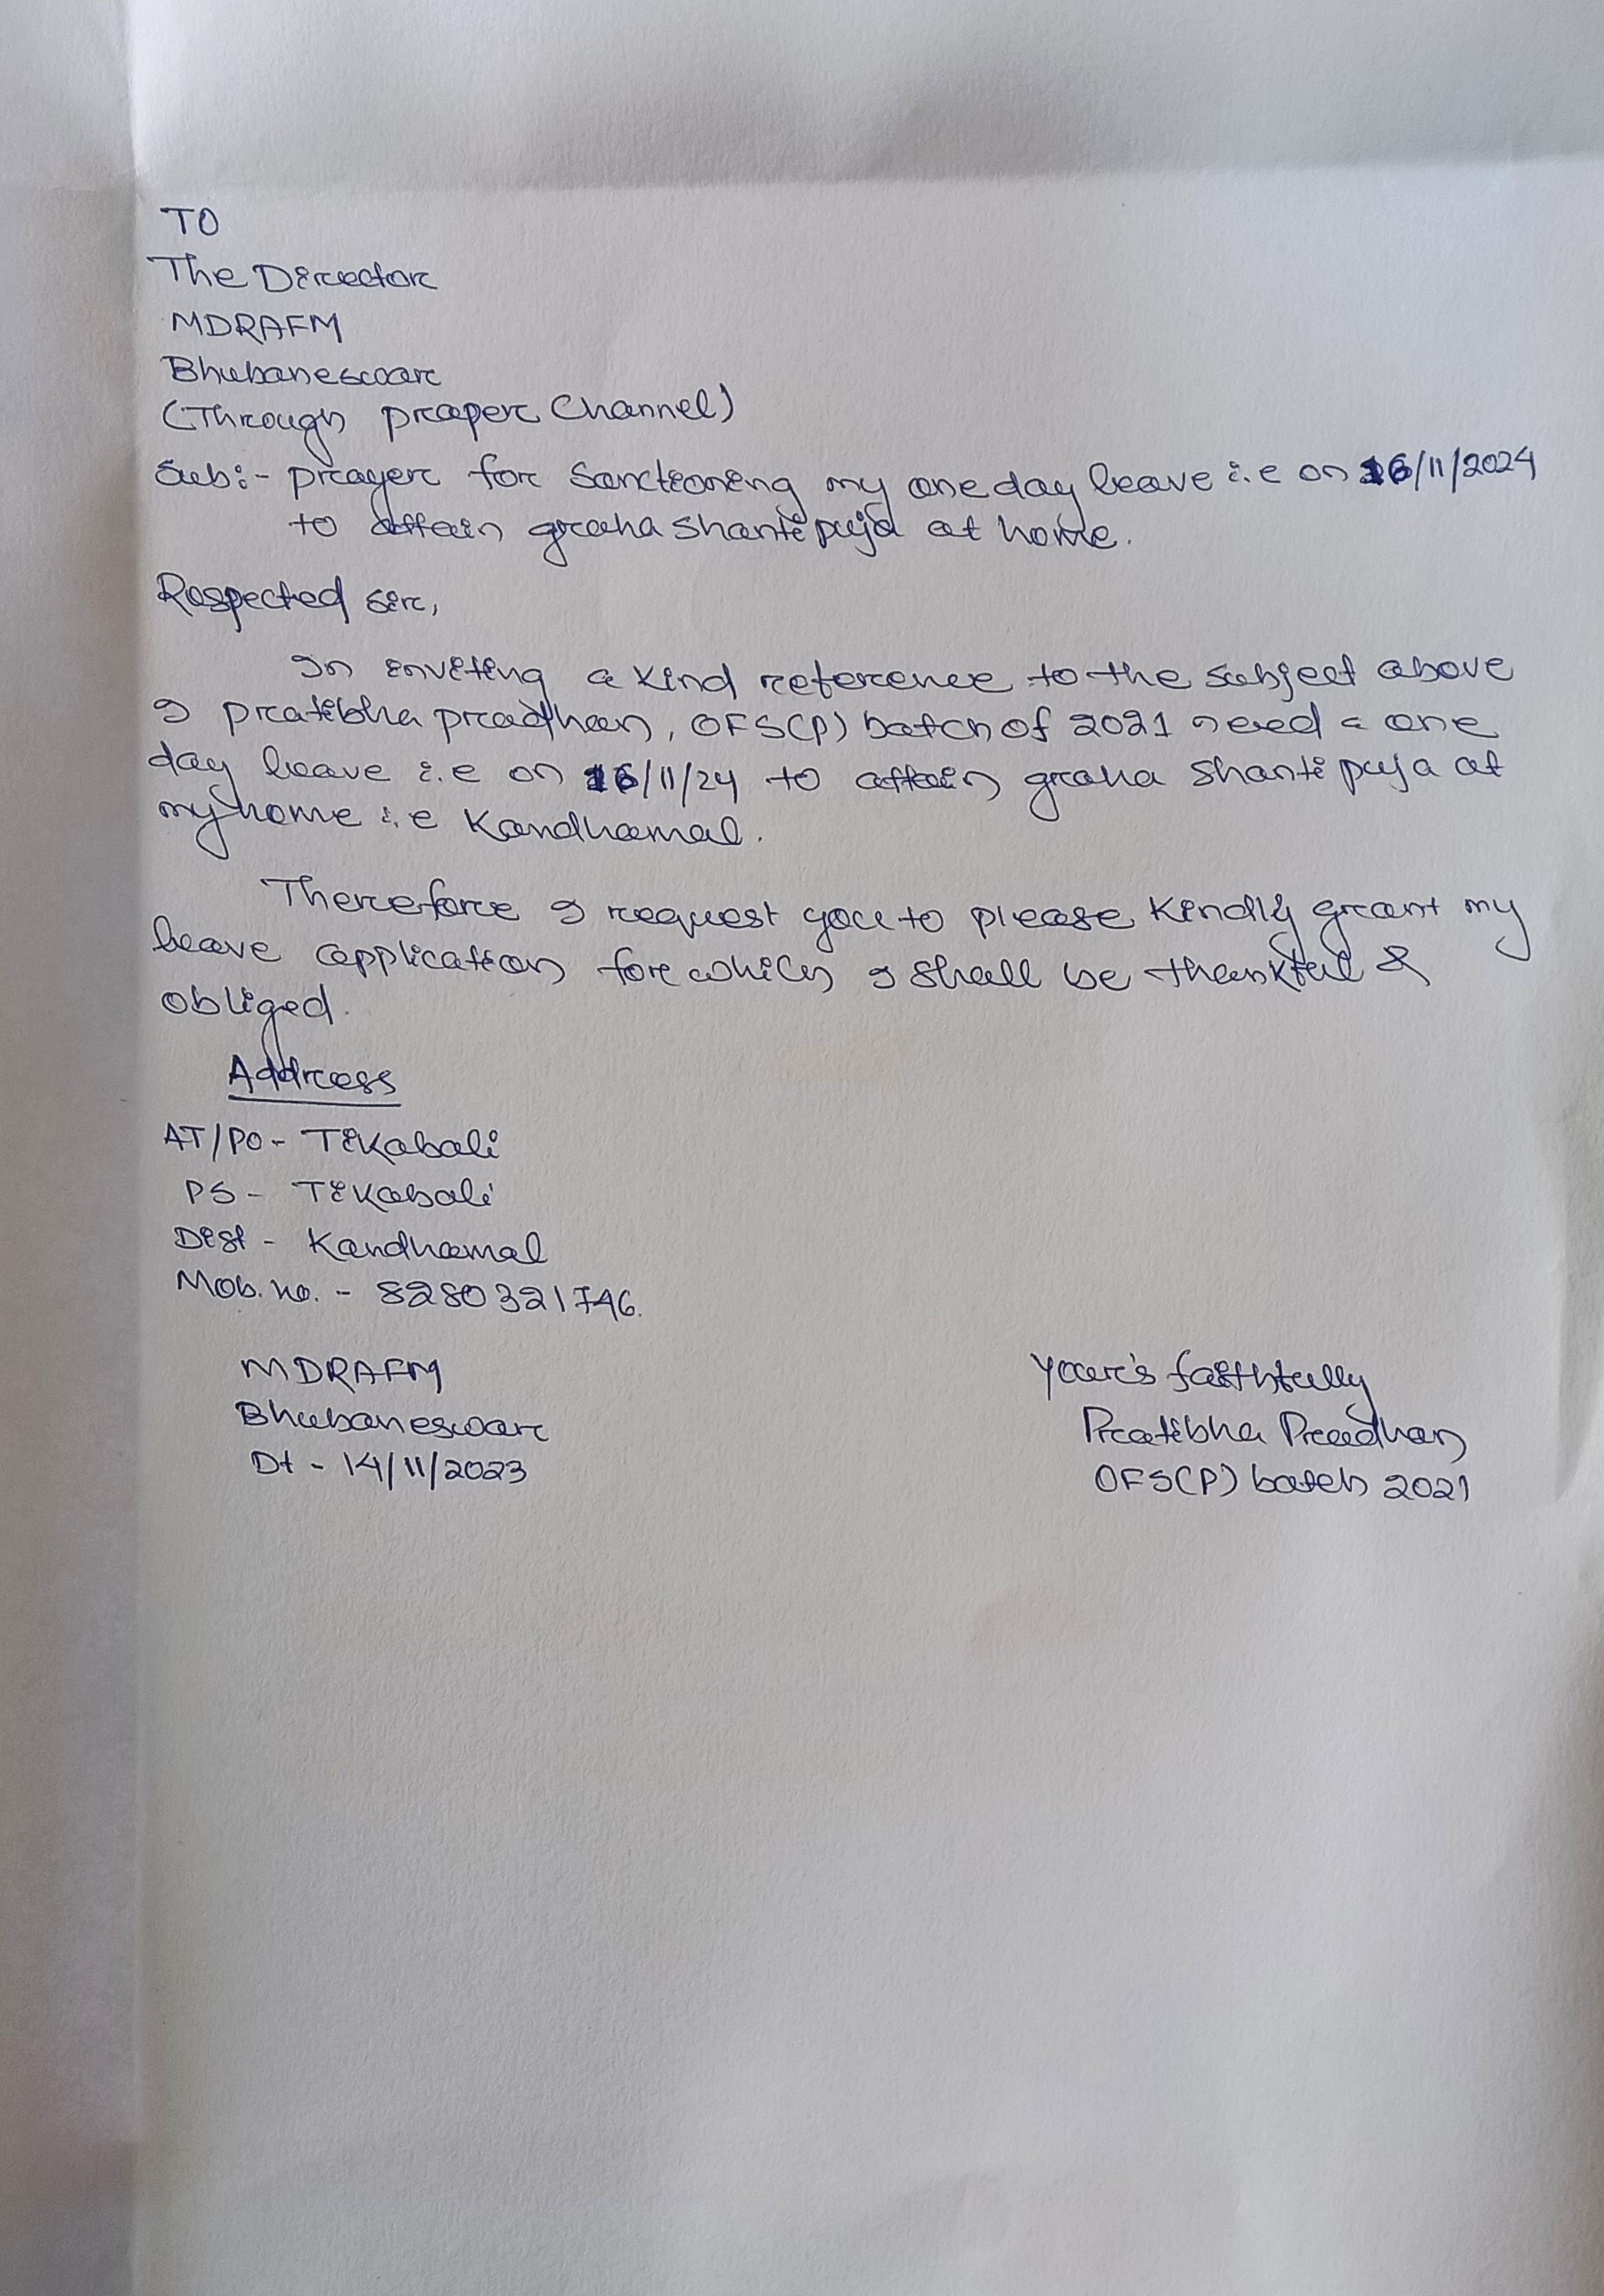 TO
The Director
MDRAFM
Bhubaneswar
(Through proper Channel)
Sub:- prayer for Sanctioning my one day leave i.e on 16/11/2024
to attain graha shanti puja at home.
Respected sir,
In inviting a kind reference to the subject above
I pratibha pradhan, OFS(P) batch of 2021 need a one
day leave i.e on 16/11/24 to attain graha shanti puja at
my home i.e Kandhamal.
Therefore I request you to please kindly grant my
leave application for which I shall be thankful &
obliged.
Address
AT/PO - Tikabali
PS - Tikabali
Dist - Kandhamal
Mob. no. - 8280321746.
MDRAFM
Bhubaneswar
Dt - 14/11/2023
Your's faithfully
Pratibha Pradhan
OFS(P) batch 2021